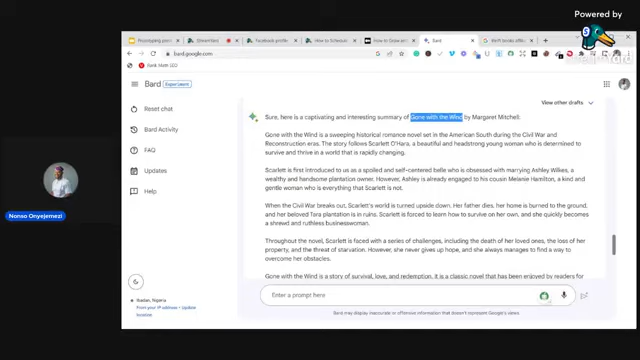 Powered by
StreamYard
bard.google.com
Bard
Bard Experiment
Reset chat
Bard Activity
FAQ
Updates
Help
Ibadan, Nigeria
From your IP address • Update
location
View other drafts
Sure, here is a captivating and interesting summary of Gone with the Wind by Margaret Mitchell:
Gone with the Wind is a sweeping historical romance novel set in the American South during the Civil War and
Reconstruction eras. The story follows Scarlett O'Hara, a beautiful and headstrong young woman who is determined to
survive and thrive in a world that is rapidly changing.
Scarlett is first introduced to us as a spoiled and self-centered belle who is obsessed with marrying Ashley Wilkes, a
wealthy and handsome plantation owner. However, Ashley is already engaged to his cousin Melanie Hamilton, a kind and
gentle woman who is everything that Scarlett is not.
When the Civil War breaks out, Scarlett's world is turned upside down. Her father dies, her home is burned to the ground,
and her beloved Tara plantation is in ruins. Scarlett is forced to learn how to survive on her own, and she quickly becomes
a shrewd and ruthless businesswoman.
Throughout the novel, Scarlett is faced with a series of challenges, including the death of her loved ones, the loss of her
property, and the threat of starvation. However, she never gives up hope, and she always manages to find a way to
overcome her obstacles.
Gone with the Wind is a story of survival, love, and redemption. It is a classic novel that has been enjoyed by readers for
Enter a prompt here
Bard may display inaccurate or offensive information that doesn't represent Google's views.
Nonso Onyejemezi